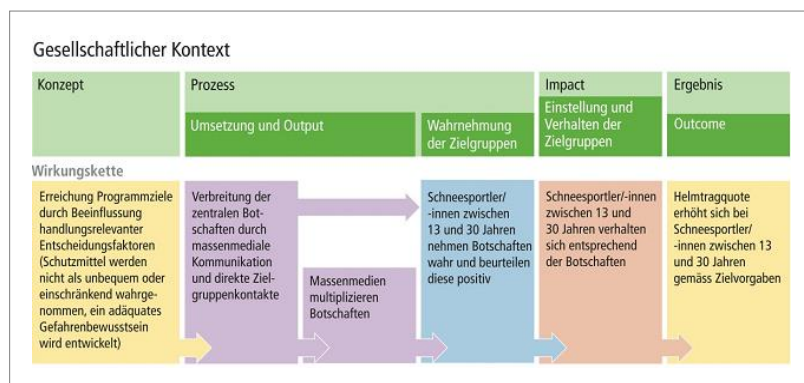 Gesellschaftlicher Kontext
Konzept
Prozess
Impact
Ergebnis
Umsetzung und Output
Wahrnehmung
der Zielgruppen
Einstellung und
Verhalten der
Zielgruppen
Outcome
Wirkungskette
Erreichung Programmziele
durch Beeinflussung
handlungsrelevanter
Entscheidungsfaktoren
(Schutzmittel werden
nicht als unbequem oder
einschränkend wahrge-
nommen, ein adäquates
Gefahrenbewusstsein
wird entwickelt)
Verbreitung der
zentralen Bot-
schaften durch
massenmediale
Kommunikation
und direkte Ziel-
gruppenkontakte
Massenmedien
multiplizieren
Botschaften
Schneesportler/
-innen zwischen
13 und 30 Jahren
nehmen Botschaften
wahr und beurteilen
diese positiv
Schneesportler/-innen
zwischen 13 und
30 Jahren verhalten
sich entsprechend
der Botschaften
Helmtragquote
erhöht sich bei
Schneesportler/
-innen zwischen 13
und 30 Jahren
gemäss Zielvorgaben